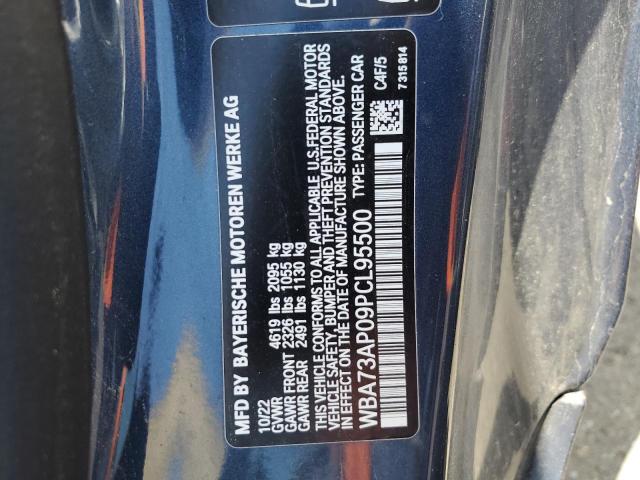 MFD BY BAYERISCHE MOTOREN WERKE AG
10/22
GVWR 4619 lbs 2095 kg
GAWR FRONT 2326 lbs 1055 kg
GAWR REAR 2491 lbs 1130 kg
THIS VEHICLE CONFORMS TO ALL APPLICABLE U.S.FEDERAL MOTOR
VEHICLE SAFETY, BUMPER AND THEFT PREVENTION STANDARDS
IN EFFECT ON THE DATE OF MANUFACTURE SHOWN ABOVE.
WBA73AP09PCL95500 TYPE: PASSENGER CAR
C4F/5
7315814